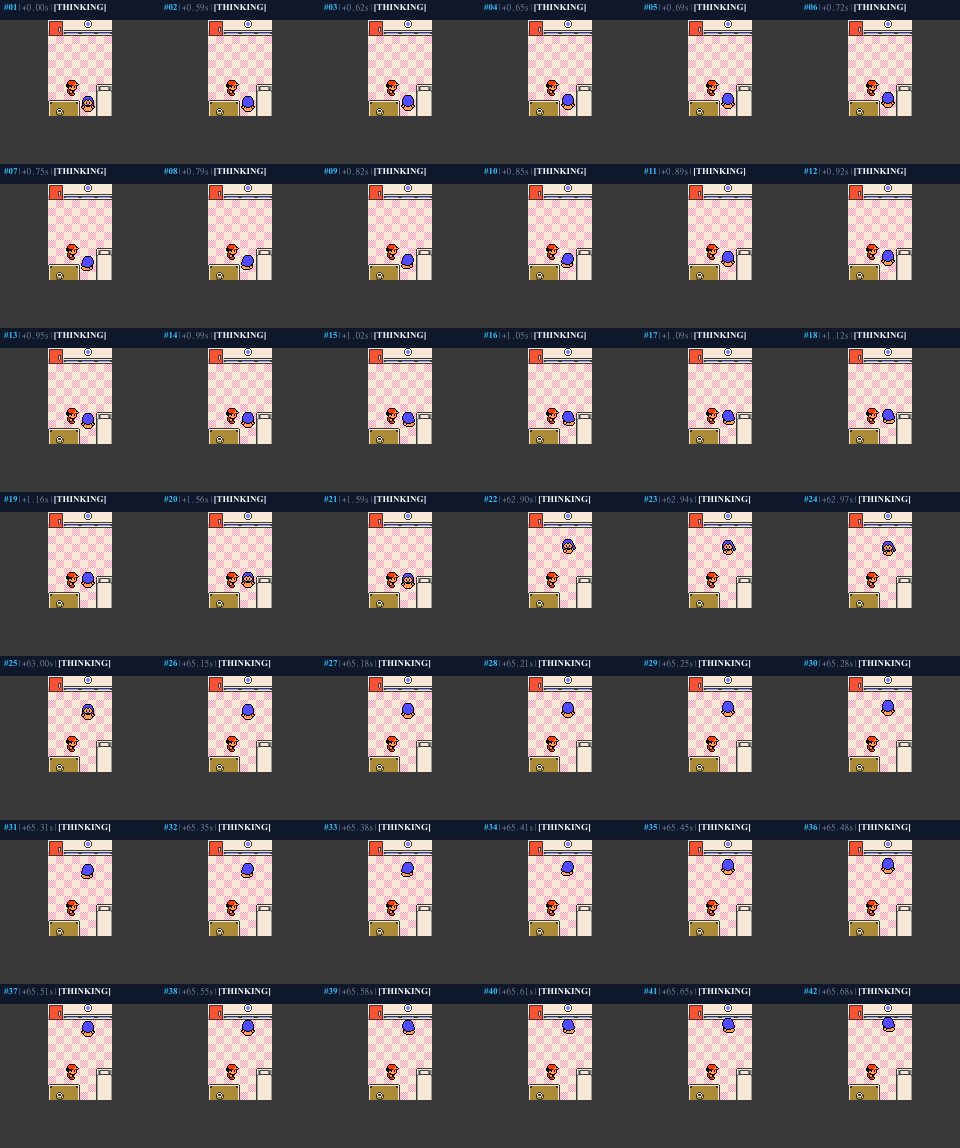 #01|+0.00s|[THINKING] #02|+0.59s|[THINKING] #03|+0.62s|[THINKING] #04|+0.65s|[THINKING] #05|+0.69s|[THINKING] #06|+0.72s|[THINKING]
#07|+0.75s|[THINKING] #08|+0.79s|[THINKING] #09|+0.82s|[THINKING] #10|+0.85s|[THINKING] #11|+0.89s|[THINKING] #12|+0.92s|[THINKING]
#13|+0.95s|[THINKING] #14|+0.99s|[THINKING] #15|+1.02s|[THINKING] #16|+1.05s|[THINKING] #17|+1.09s|[THINKING] #18|+1.12s|[THINKING]
#19|+1.16s|[THINKING] #20|+1.56s|[THINKING] #21|+1.59s|[THINKING] #22|+62.90s|[THINKING] #23|+62.94s|[THINKING] #24|+62.97s|[THINKING]
#25|+63.00s|[THINKING] #26|+65.15s|[THINKING] #27|+65.18s|[THINKING] #28|+65.21s|[THINKING] #29|+65.25s|[THINKING] #30|+65.28s|[THINKING]
#31|+65.31s|[THINKING] #32|+65.35s|[THINKING] #33|+65.38s|[THINKING] #34|+65.41s|[THINKING] #35|+65.45s|[THINKING] #36|+65.48s|[THINKING]
#37|+65.51s|[THINKING] #38|+65.55s|[THINKING] #39|+65.58s|[THINKING] #40|+65.61s|[THINKING] #41|+65.65s|[THINKING] #42|+65.68s|[THINKING]